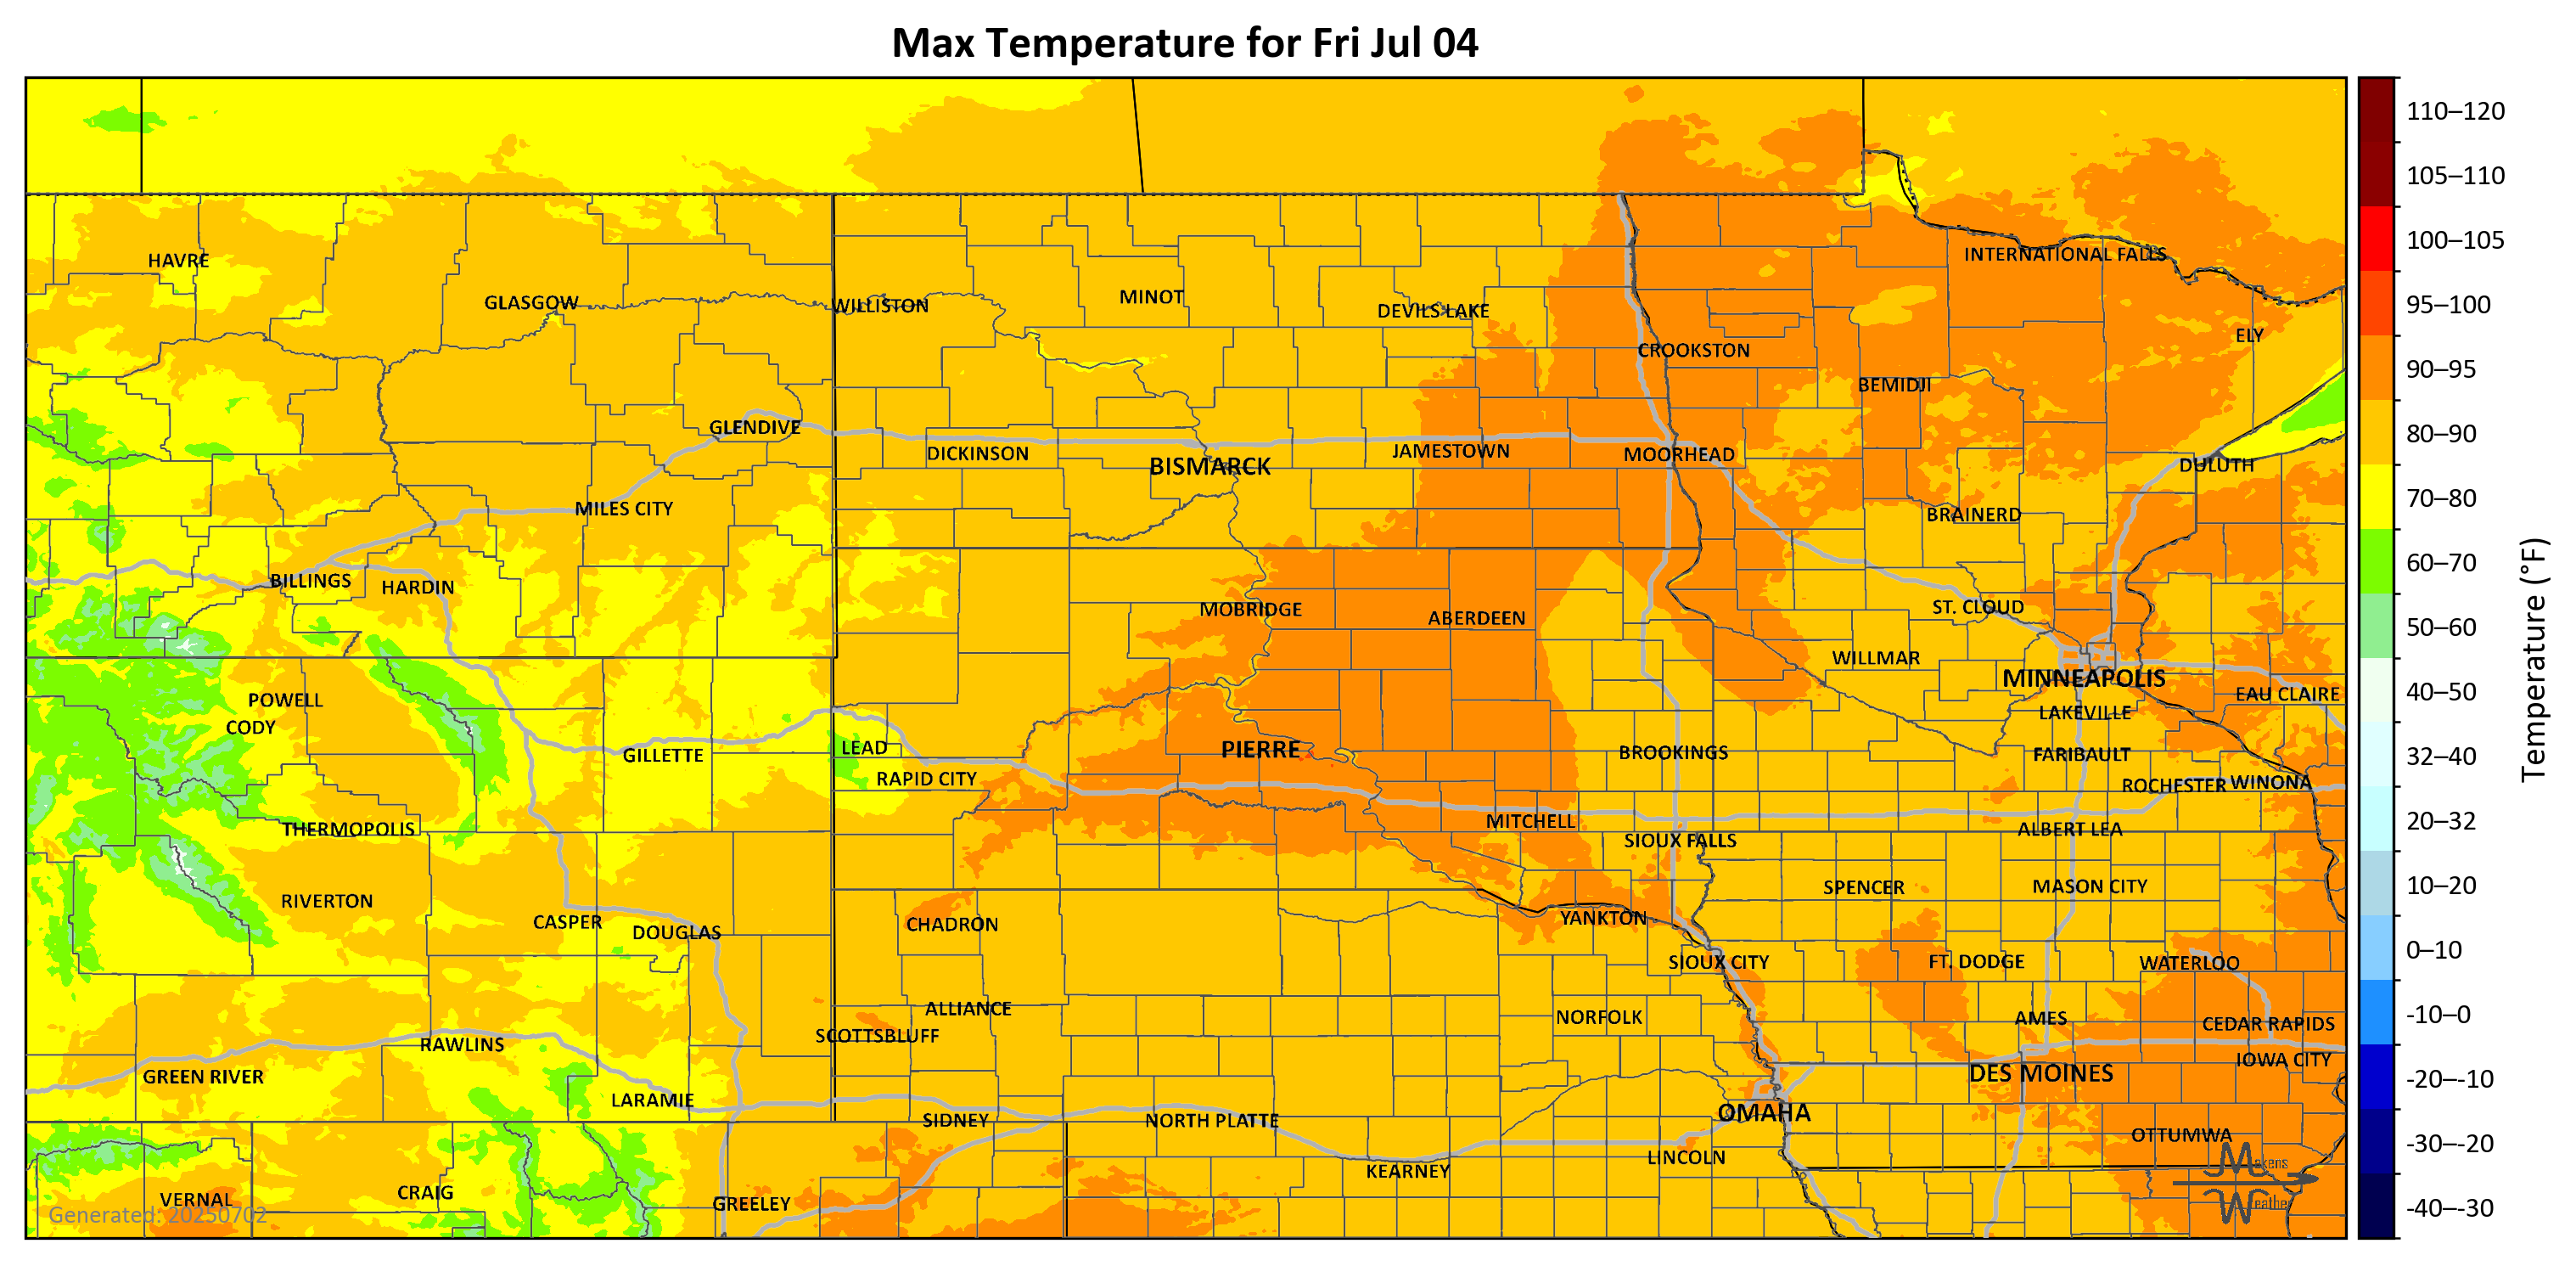 Max Temperature for Fri Jul 04
110–120
105–110
100–105
95–100
90–95
80–90
70–80
60–70
50–60
40–50
32–40
20–32
10–20
0–10
-10–0
-20–-10
-30–-20
-40–-30
Temperature (°F)
HAVRE
INTERNATIONAL FALLS
GLASGOW
WILLISTON
MINOT
DEVILS LAKE
ELY
CROOKSTON
BEMIDJI
GLENDIVE
DICKINSON
BISMARCK
JAMESTOWN
MOORHEAD
DULUTH
MILES CITY
BRAINERD
BILLINGS
HARDIN
MOBRIDGE
ABERDEEN
ST. CLOUD
WILLMAR
MINNEAPOLIS
POWELL
EAU CLAIRE
CODY
LAKEVILLE
GILLETTE
LEAD
PIERRE
BROOKINGS
FARIBAULT
RAPID CITY
ROCHESTER
WINONA
THERMOPOLIS
MITCHELL
ALBERT LEA
SIOUX FALLS
RIVERTON
SPENCER
MASON CITY
CASPER
DOUGLAS
CHADRON
YANKTON
SIOUX CITY
FT. DODGE
WATERLOO
ALLIANCE
NORFOLK
AMES
CEDAR RAPIDS
SCOTTSBLUFF
RAWLINS
IOWA CITY
GREEN RIVER
DES MOINES
LARAMIE
SIDNEY
NORTH PLATTE
OMAHA
OTTUMWA
LINCOLN
KEARNEY
VERNAL
CRAIG
GREELEY
Makens
Weather
Generated: 20250702